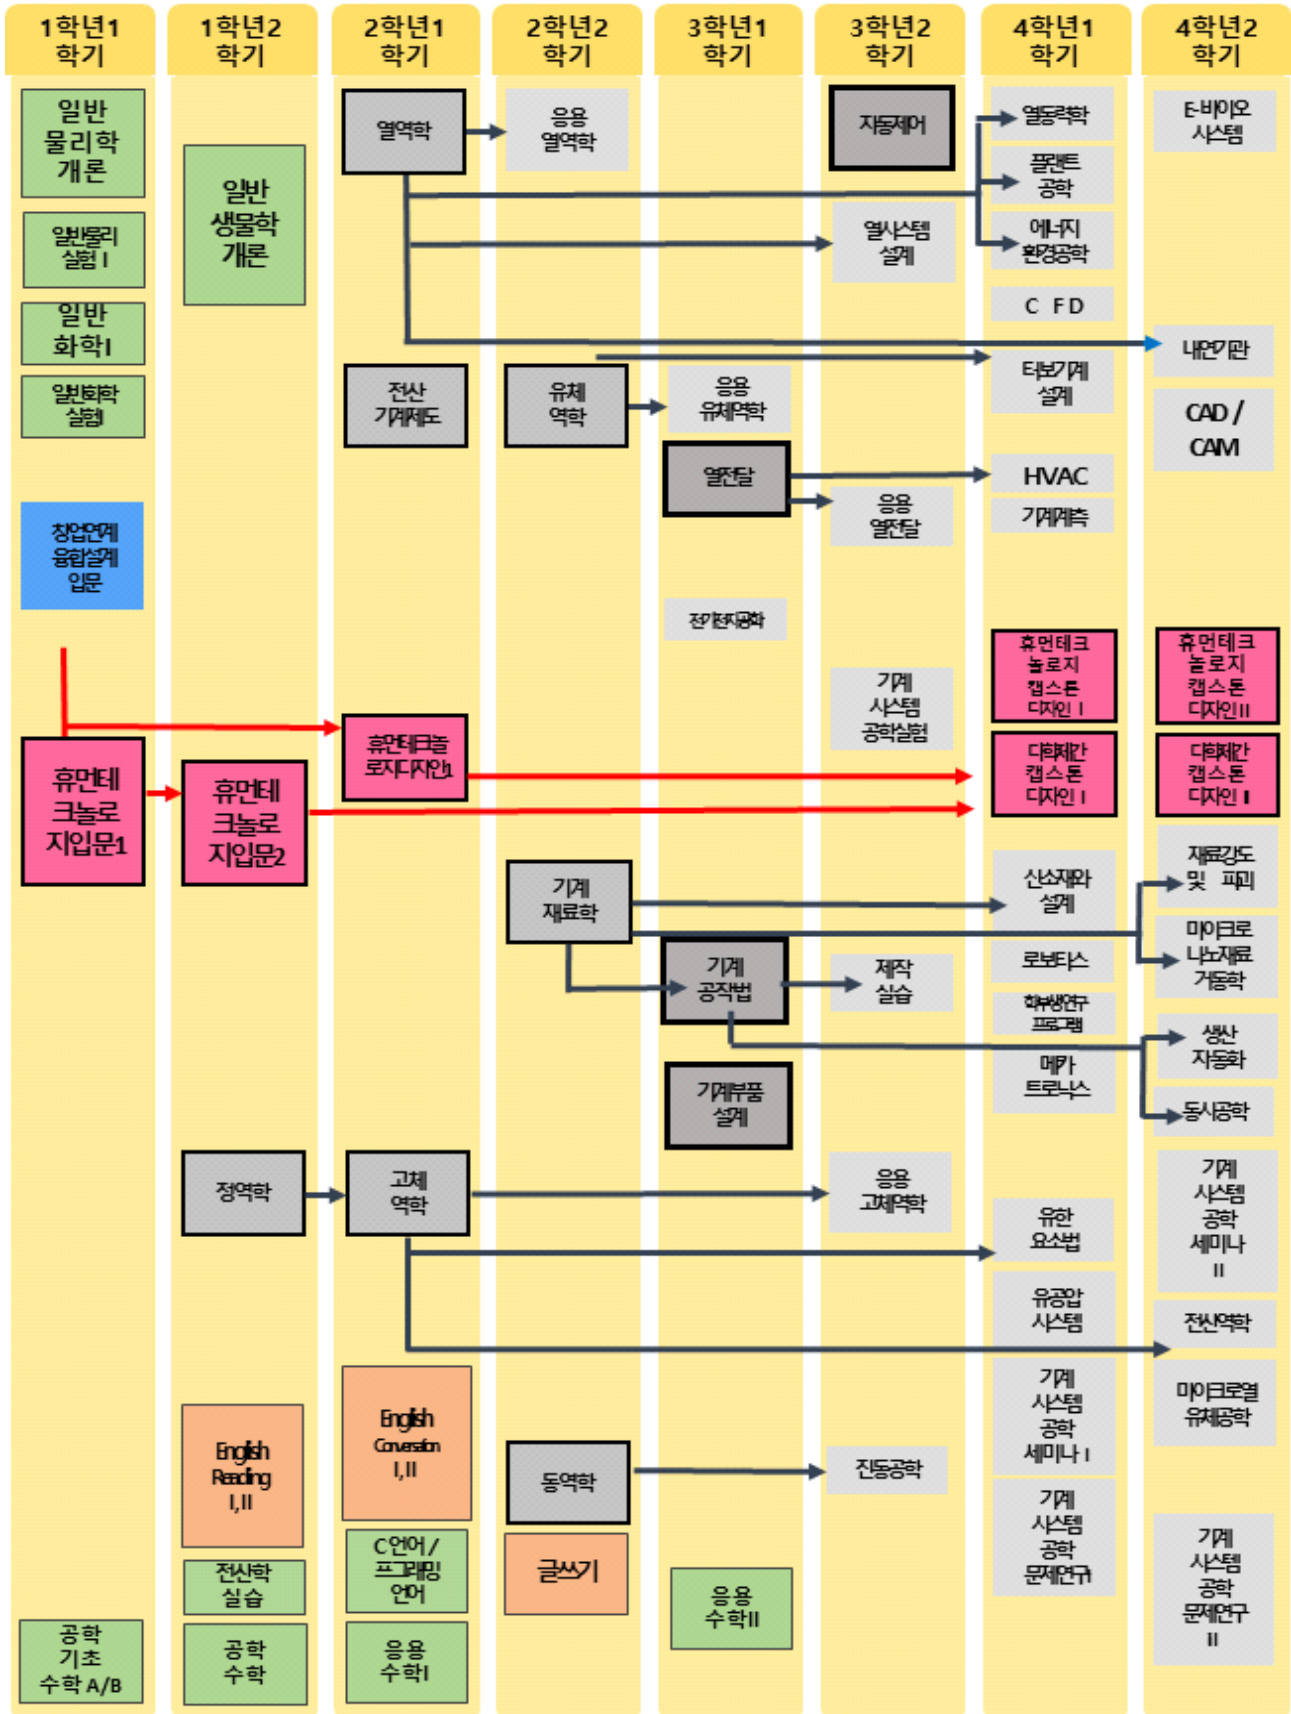 1학년1
학기
1학년2
학기
2학년1
학기
2학년2
학기
3학년1
학기
3학년2
학기
4학년1
학기
4학년2
학기
일반
물리학
개론
일반물리
실험 I
일반
화학I
일반화학
실험I
창업연계
융합설계
입문
휴먼테
크놀로
지입문1
공학
기초
수학 A/B
일반
생물학
개론
휴먼테
크놀로
지입문2
정역학
English
Reading
I, II
전산학
실습
공학
수학
열역학
전산
기계제도
휴먼테크놀
로지디자인1
고체
역학
English
Conversation
I, II
C언어 /
프로그래밍
언어
응용
수학I
응용
열역학
유체
역학
기계
재료학
동역학
글쓰기
응용
유체역학
열전달
전기전자공학
기계
공작법
기계부품
설계
응용
수학II
자동제어
열시스템
설계
응용
열전달
기계
시스템
공학실험
제작
실습
응용
고체역학
진동공학
열동력학
플랜트
공학
에너지
환경공학
C F D
터보기계
설계
HVAC
기계계측
휴먼테크
놀로지
캡스톤
디자인 I
다학제간
캡스톤
디자인 I
신소재와
설계
로보틱스
학부생연구
프로그램
메카
트로닉스
유한
요소법
유공압
시스템
기계
시스템
공학
세미나 I
기계
시스템
공학
문제연구I
E-바이오
시스템
내연기관
CAD /
CAM
휴먼테크
놀로지
캡스톤
디자인 II
다학제간
캡스톤
디자인 II
재료강도
및 파괴
마이크로
나노재료
거동학
생산
자동화
동시공학
기계
시스템
공학
세미나
II
전산역학
마이크로열
유체공학
기계
시스템
공학
문제연구
II